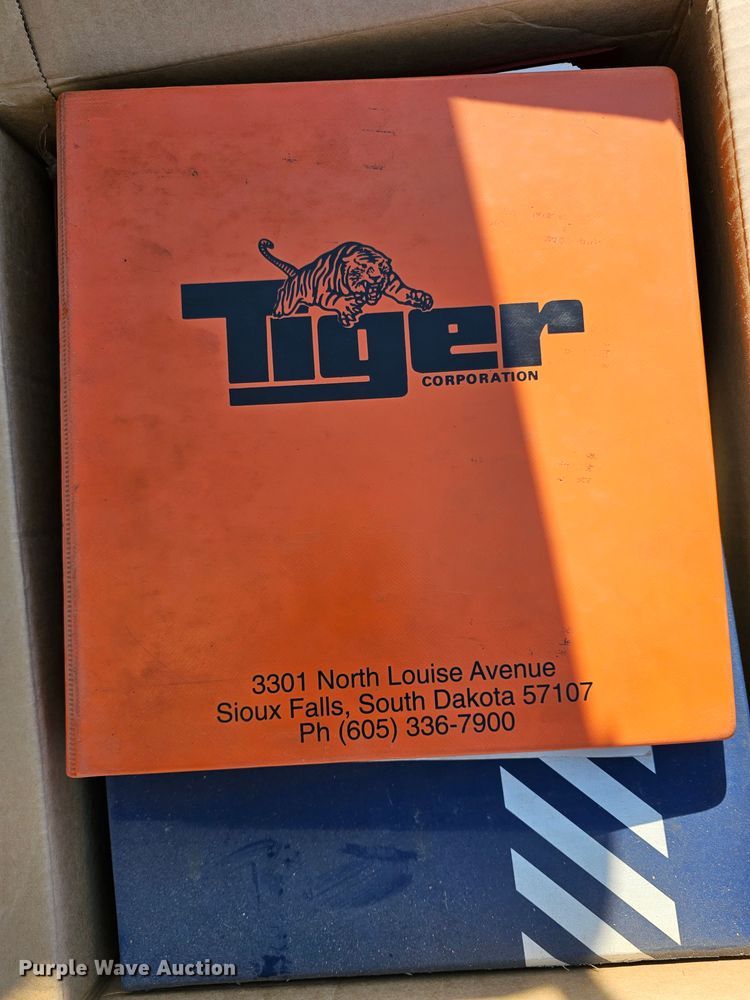 Tiger
CORPORATION
3301 North Louise Avenue
Sioux Falls, South Dakota 57107
Ph (605) 336-7900
Purple Wave Auction